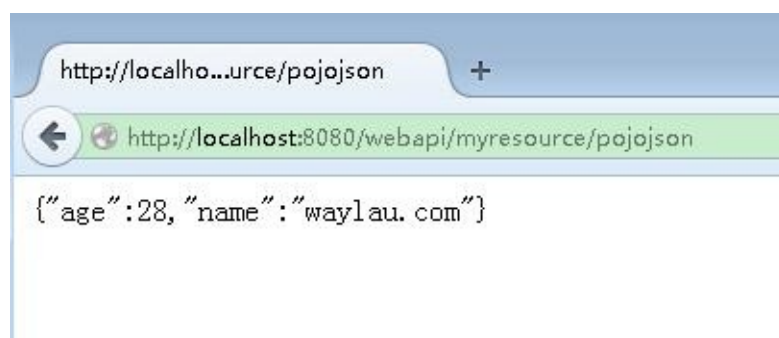 http://localho...urce/pojojson
http://localhost:8080/webapi/myresource/pojojson
{"age":28,"name":"waylau.com"}